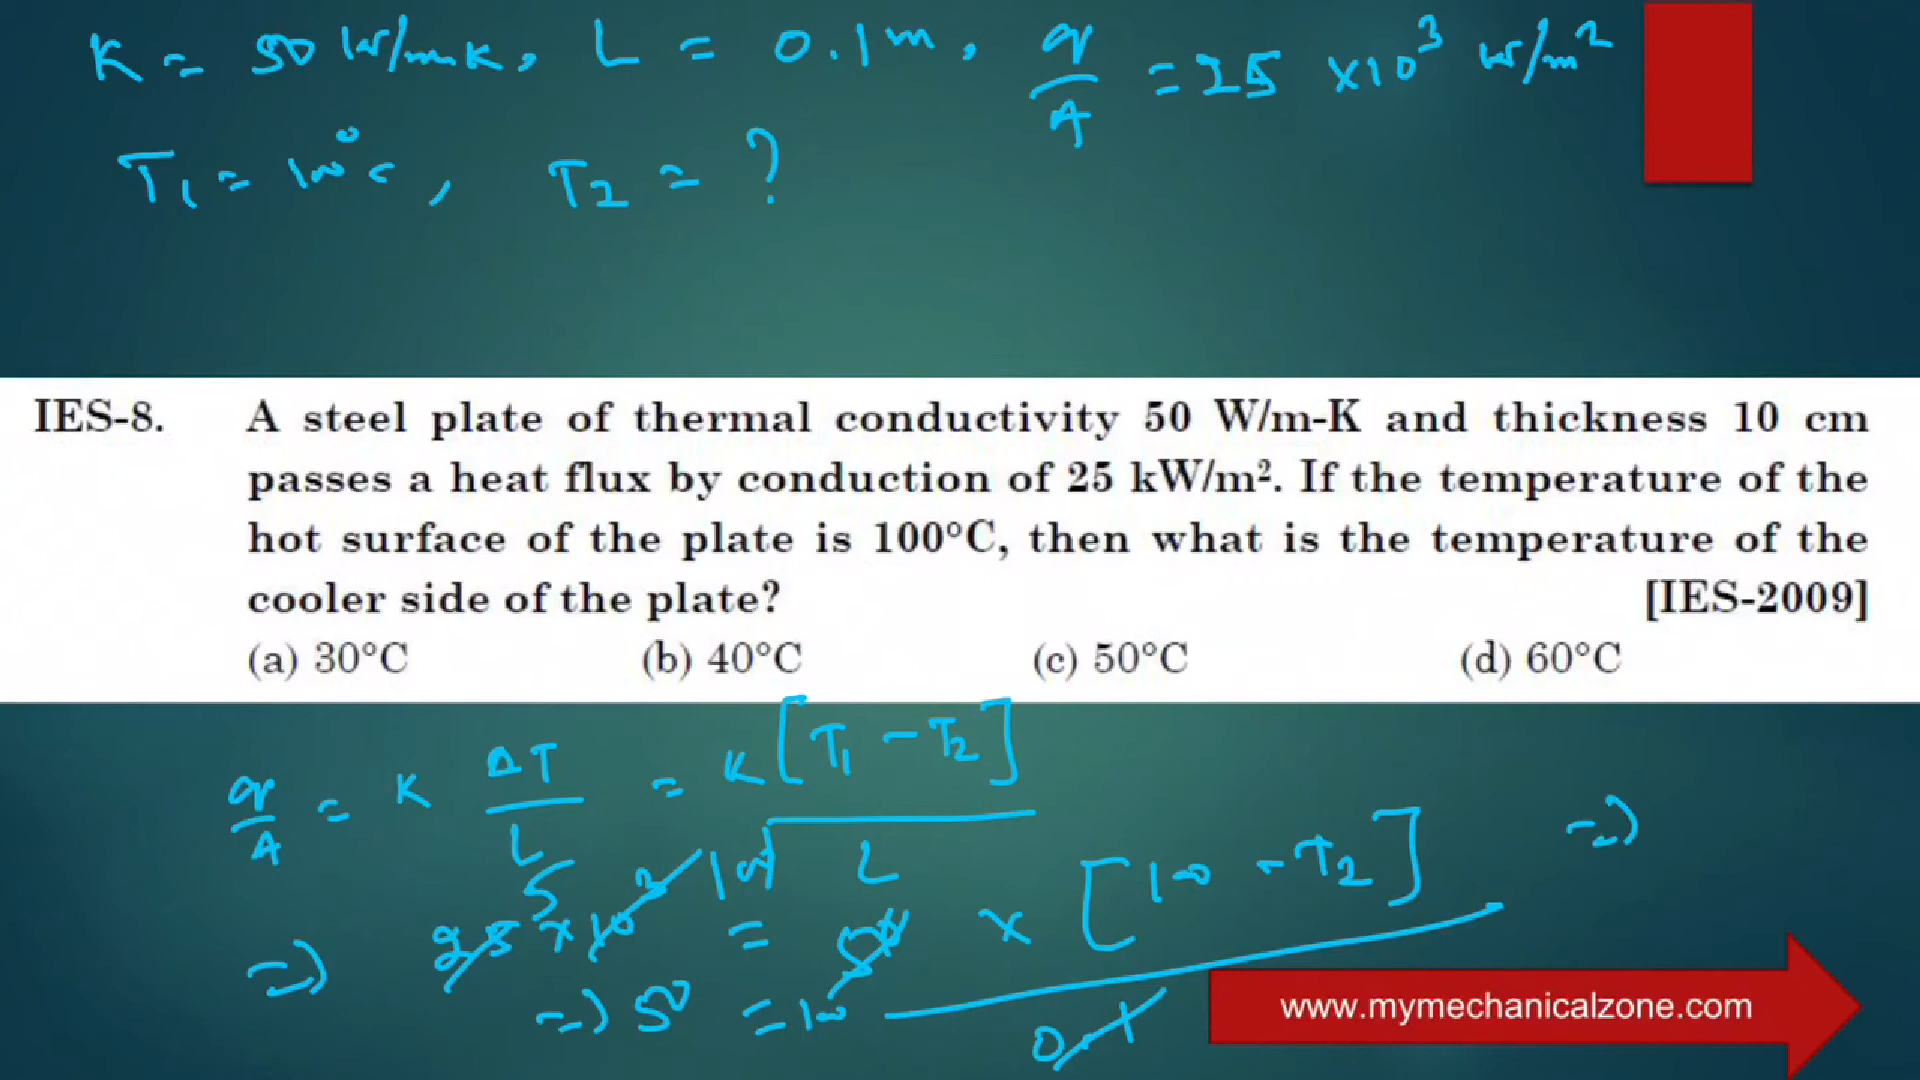 K = 50 W/mK, L = 0.1m, q/A = 25 ×10³ W/m²
T₁ = 100°C, T₂ = ?
IES-8. A steel plate of thermal conductivity 50 W/m-K and thickness 10 cm
passes a heat flux by conduction of 25 kW/m². If the temperature of the
hot surface of the plate is 100°C, then what is the temperature of the
cooler side of the plate? [IES-2009]
(a) 30°C (b) 40°C (c) 50°C (d) 60°C
q/A = K ΔT/L = K[T₁ - T₂]/L
=> 25 × 10³ = 50 × [100 - T₂]/0.1 =>
=> 50 = 100
www.mymechanicalzone.com